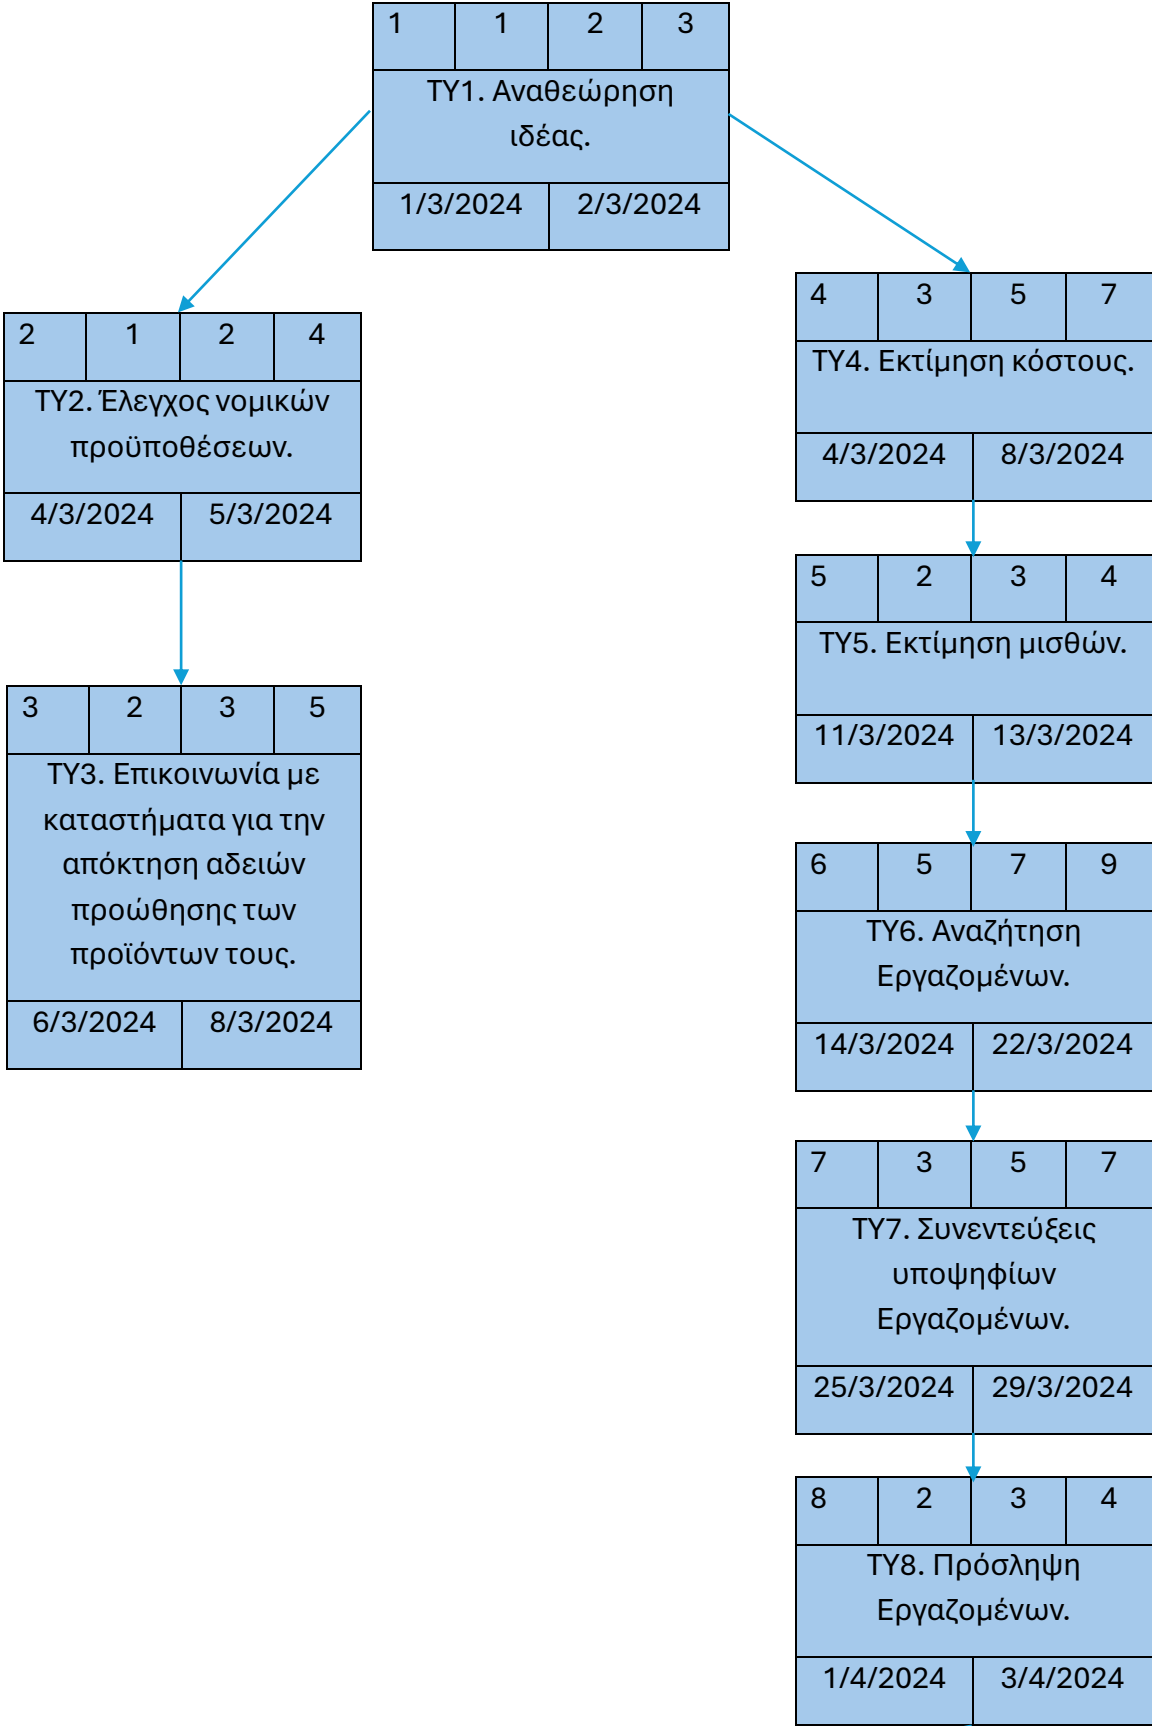 1 1 2 3
ΤΥ1. Αναθεώρηση
ιδέας.
1/3/2024 2/3/2024
2 1 2 4
ΤΥ2. Έλεγχος νομικών
προϋποθέσεων.
4/3/2024 5/3/2024
3 2 3 5
ΤΥ3. Επικοινωνία με
καταστήματα για την
απόκτηση αδειών
προώθησης των
προϊόντων τους.
6/3/2024 8/3/2024
4 3 5 7
ΤΥ4. Εκτίμηση κόστους.
4/3/2024 8/3/2024
5 2 3 4
ΤΥ5. Εκτίμηση μισθών.
11/3/2024 13/3/2024
6 5 7 9
ΤΥ6. Αναζήτηση
Εργαζομένων.
14/3/2024 22/3/2024
7 3 5 7
ΤΥ7. Συνεντεύξεις
υποψηφίων
Εργαζομένων.
25/3/2024 29/3/2024
8 2 3 4
ΤΥ8. Πρόσληψη
Εργαζομένων.
1/4/2024 3/4/2024